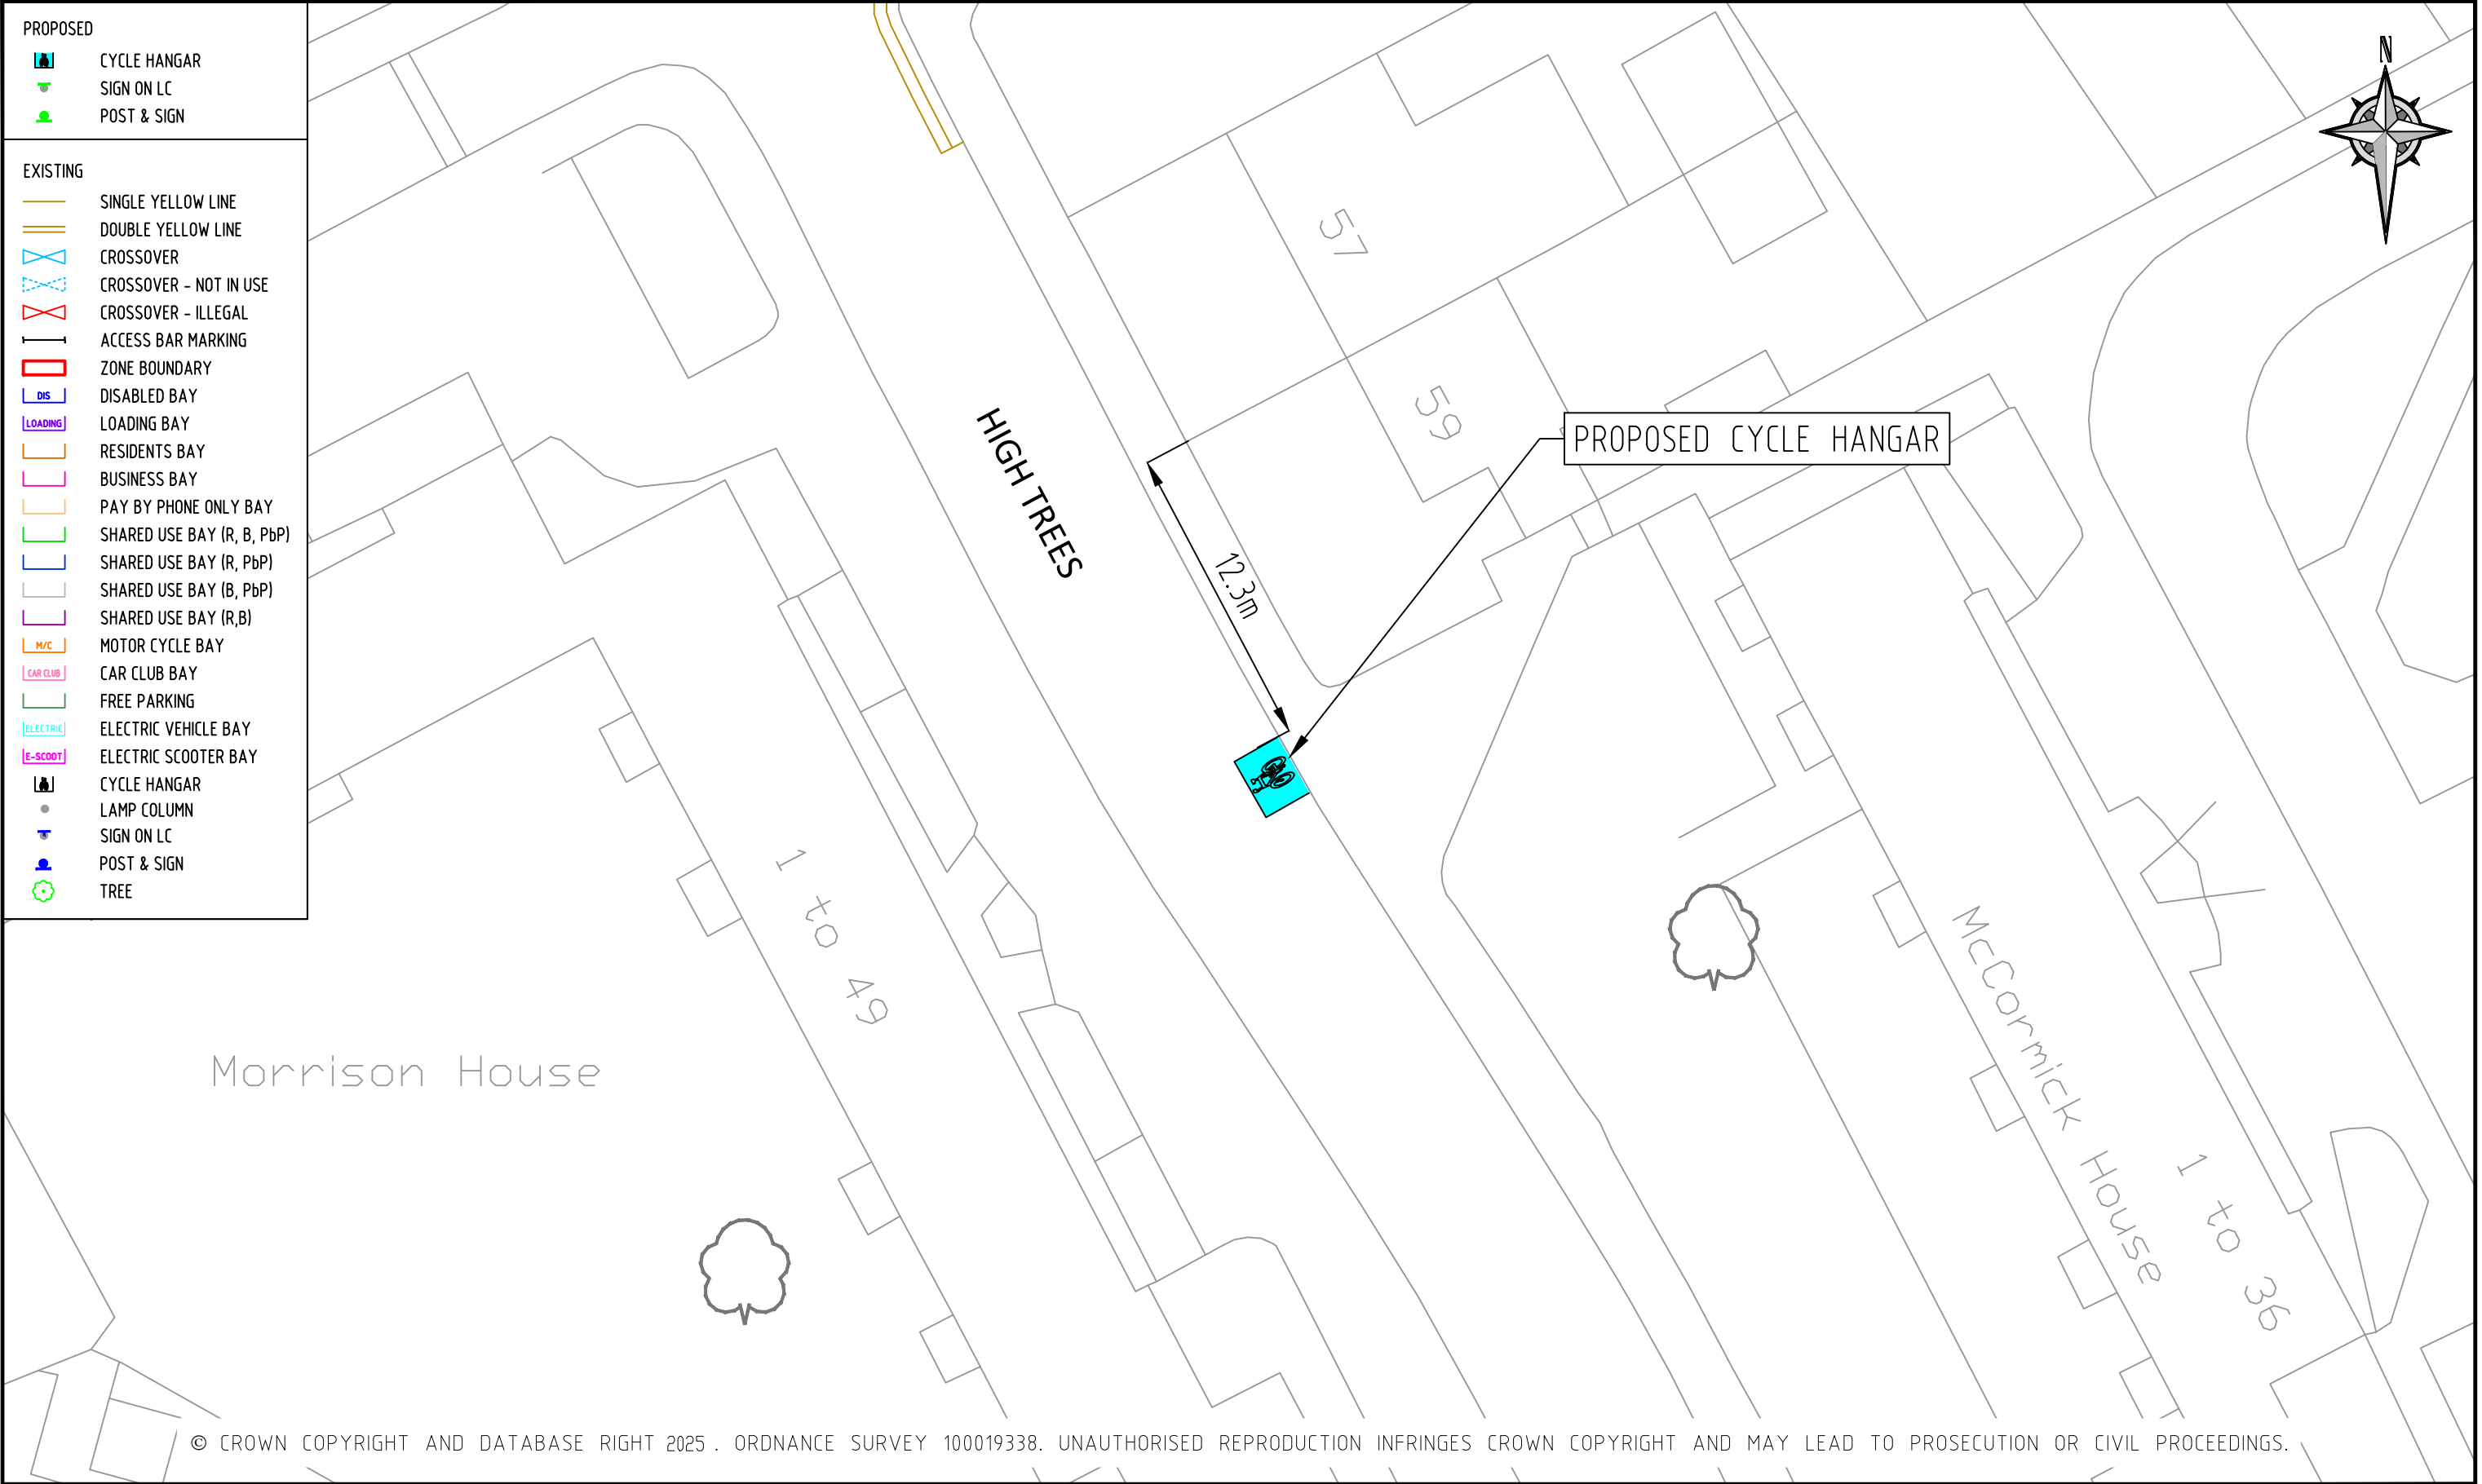 PROPOSED
CYCLE HANGAR
SIGN ON LC
POST & SIGN
EXISTING
SINGLE YELLOW LINE
DOUBLE YELLOW LINE
CROSSOVER
CROSSOVER - NOT IN USE
CROSSOVER - ILLEGAL
ACCESS BAR MARKING
ZONE BOUNDARY
DIS DISABLED BAY
LOADING LOADING BAY
RESIDENTS BAY
BUSINESS BAY
PAY BY PHONE ONLY BAY
SHARED USE BAY (R, B, PbP)
SHARED USE BAY (R, PbP)
SHARED USE BAY (B, PbP)
SHARED USE BAY (R,B)
M/C MOTOR CYCLE BAY
CAR CLUB CAR CLUB BAY
FREE PARKING
ELECTRIC ELECTRIC VEHICLE BAY
E-SCOOT ELECTRIC SCOOTER BAY
CYCLE HANGAR
LAMP COLUMN
SIGN ON LC
POST & SIGN
TREE
N
57
59
HIGH TREES
PROPOSED CYCLE HANGAR
12.3m
1 to 49
Morrison House
McCormick House
1 to 36
© CROWN COPYRIGHT AND DATABASE RIGHT 2025 . ORDNANCE SURVEY 100019338. UNAUTHORISED REPRODUCTION INFRINGES CROWN COPYRIGHT AND MAY LEAD TO PROSECUTION OR CIVIL PROCEEDINGS.